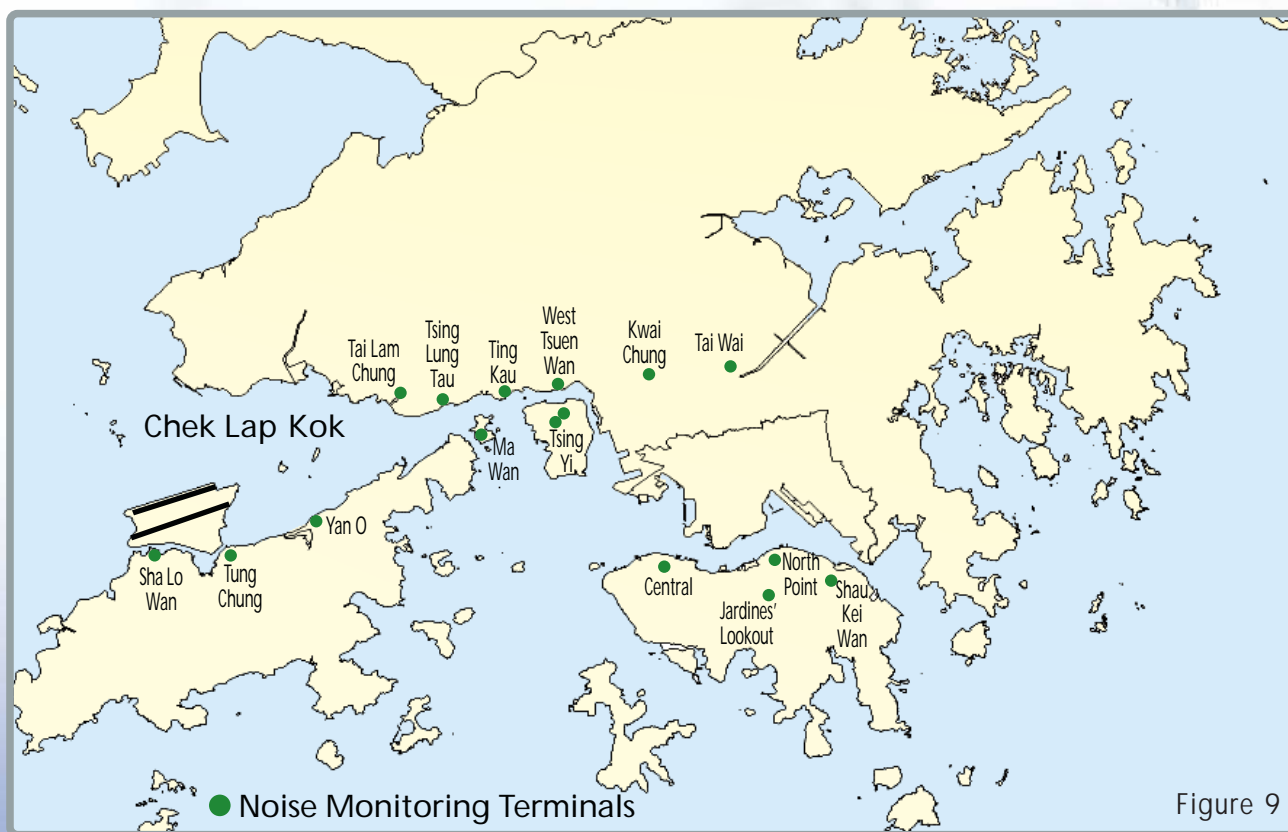 West
Tsuen
Wan
Kwai
Chung
Tai Wai
Tsing
Lung
Tau
Ting
Kau
Tai Lam
Chung
Chek Lap Kok
Ma
Wan
Tsing
Yi
Yan O
Sha Lo
Wan
Tung
Chung
Central
North
Point
Jardines'
Lookout
Shau
Kei
Wan
Noise Monitoring Terminals
Figure 9